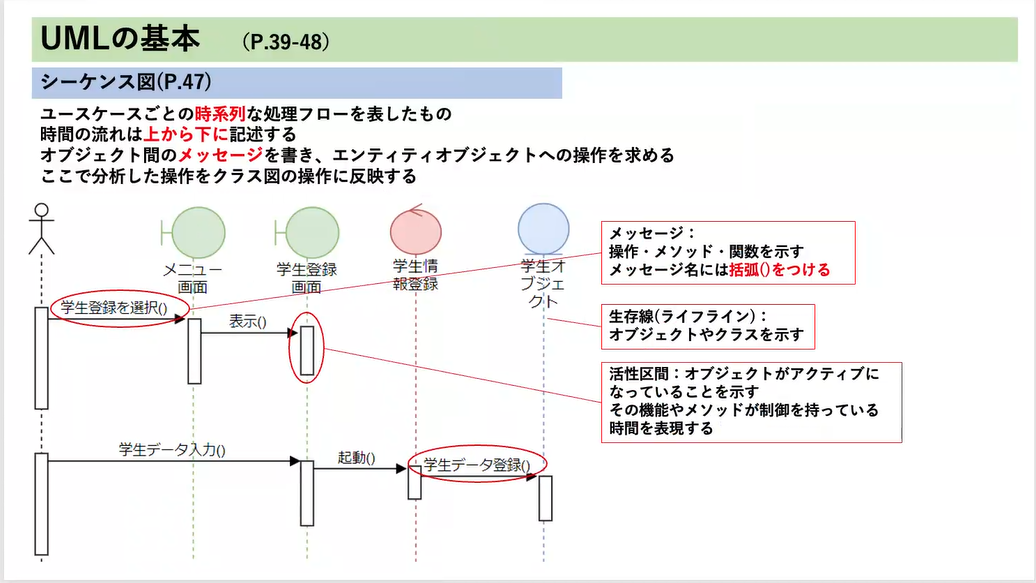 UMLの基本 （P.39-48）
シーケンス図(P.47)
ユースケースごとの時系列な処理フローを表したもの
時間の流れは上から下に記述する
オブジェクト間のメッセージを書き、エンティティオブジェクトへの操作を求める
ここで分析した操作をクラス図の操作に反映する
メニュー
画面
学生登録
画面
学生情
報登録
学生オ
ブジェ
クト
メッセージ：
操作・メソッド・関数を示す
メッセージ名には括弧()をつける
学生登録を選択()
表示()
生存線(ライフライン)：
オブジェクトやクラスを示す
活性区間：オブジェクトがアクティブに
なっていることを示す
その機能やメソッドが制御を持っている
時間を表現する
学生データ入力()
起動()
学生データ登録()